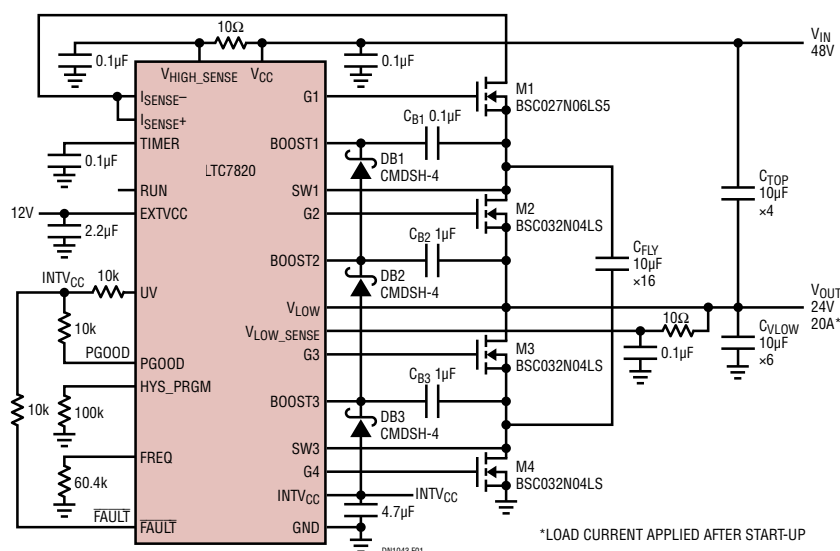 10Ω
0.1µF
0.1µF
VIN
48V
VHIGH_SENSE
VCC
ISENSE–
ISENSE+
TIMER
0.1µF
RUN
12V
EXTVCC
2.2µF
INTVCC
10k
UV
10k
PGOOD
PGOOD
HYS_PRGM
10k
100k
FREQ
60.4k
FAULT
FAULT
LTC7820
G1
BOOST1
SW1
G2
BOOST2
VLOW
VLOW_SENSE
G3
BOOST3
SW3
G4
INTVCC
GND
M1
BSC027N06LS5
CB1 0.1µF
DB1
CMDSH-4
M2
BSC032N04LS
CB2 1µF
DB2
CMDSH-4
CTOP
10µF
×4
CFLY
10µF
×16
VOUT
24V
20A*
10Ω
CVLOW
10µF
×6
0.1µF
M3
BSC032N04LS
CB3 1µF
DB3
CMDSH-4
M4
BSC032N04LS
INTVCC
4.7µF
*LOAD CURRENT APPLIED AFTER START-UP
DN1043 F01